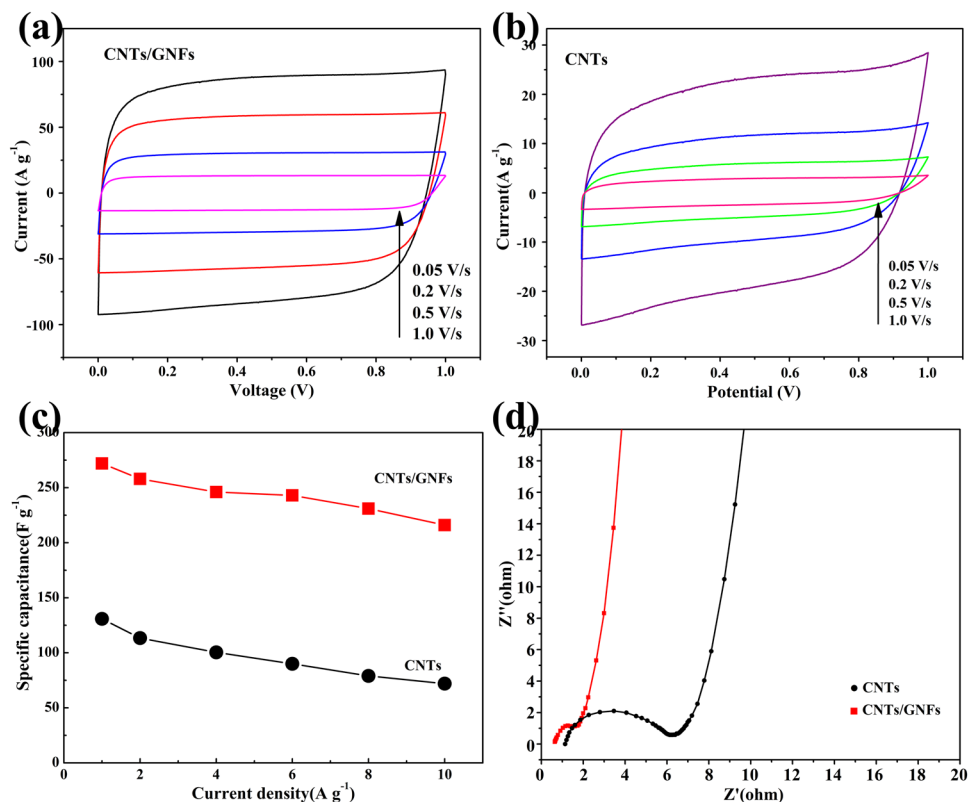 (a)
CNTs/GNFs
Current (A g⁻¹)
100
50
0
-50
-100
0.05 V/s
0.2 V/s
0.5 V/s
1.0 V/s
0.0 0.2 0.4 0.6 0.8 1.0
Voltage (V)
(b)
CNTs
Current(A g⁻¹)
30
20
10
0
-10
-20
-30
0.05 V/s
0.2 V/s
0.5 V/s
1.0 V/s
0.0 0.2 0.4 0.6 0.8 1.0
Potential (V)
(c)
Specific capacitance(F g⁻¹)
300
250
200
150
100
50
0
CNTs/GNFs
CNTs
0 2 4 6 8 10
Current density(A g⁻¹)
(d)
Z''(ohm)
20
18
16
14
12
10
8
6
4
2
0
CNTs
CNTs/GNFs
0 2 4 6 8 10 12 14 16 18 20
Z'(ohm)